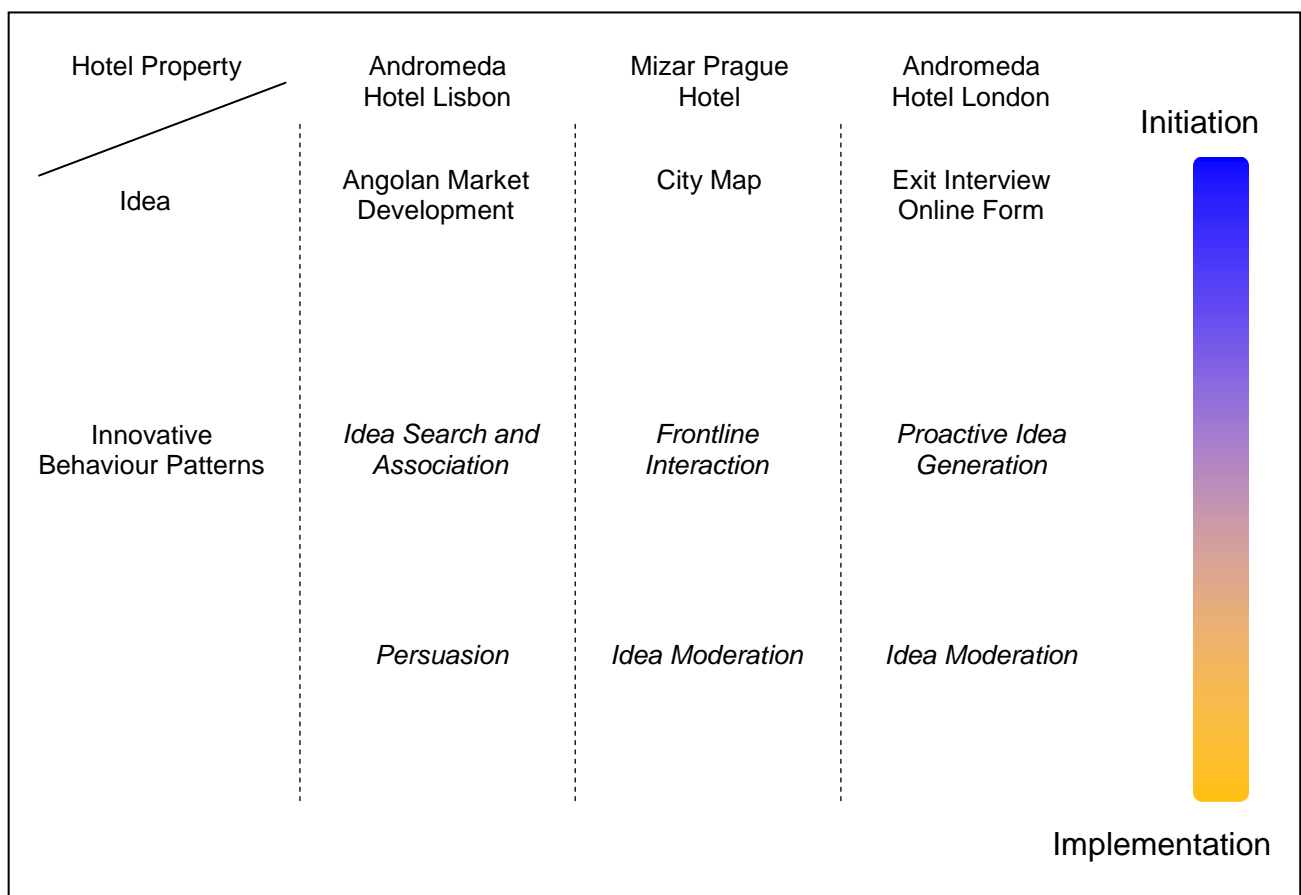 Hotel Property
Andromeda
Hotel Lisbon
Mizar Prague
Hotel
Andromeda
Hotel London
Initiation
Idea
Angolan Market
Development
City Map
Exit Interview
Online Form
Innovative
Behaviour Patterns
Idea Search and
Association
Frontline
Interaction
Proactive Idea
Generation
Persuasion
Idea Moderation
Idea Moderation
Implementation